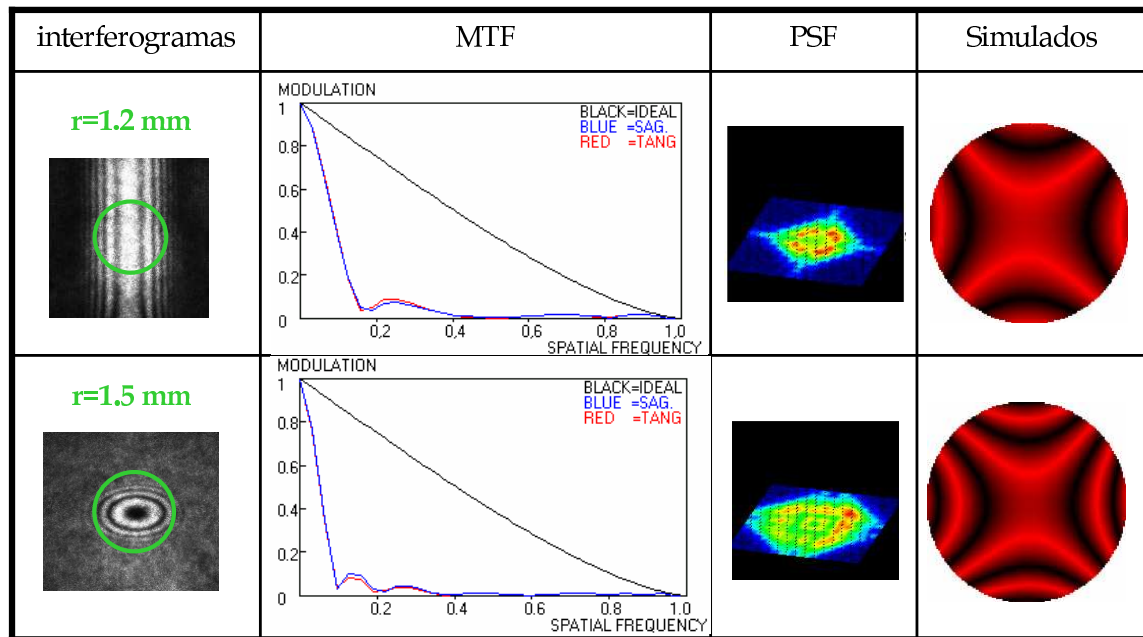 interferogramas MTF PSF Simulados
r=1.2 mm
MODULATION
BLACK=IDEAL
BLUE =SAG.
RED =TANG
1
0.8
0.6
0.4
0.2
0
0,2 0,4 0,6 0,8 1,0
SPATIAL FREQUENCY
r=1.5 mm
MODULATION
BLACK=IDEAL
BLUE =SAG.
RED =TANG
1
0.8
0.6
0.4
0.2
0
0.2 0.4 0.6 0.8 1.0
SPATIAL FREQUENCY